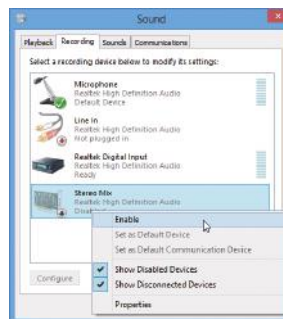 Sound
Playback Recording Sounds Communications
Select a recording device below to modify its settings:
Microphone
Realtek High Definition Audio
Default Device
Line In
Realtek High Definition Audio
Not plugged in
Realtek Digital Input
Realtek High Definition Audio
Ready
Stereo Mix
Realtek High Definition Audio
Enable
Set as Default Device
Set as Default Communication Device
Show Disabled Devices
Show Disconnected Devices
Properties
Configure